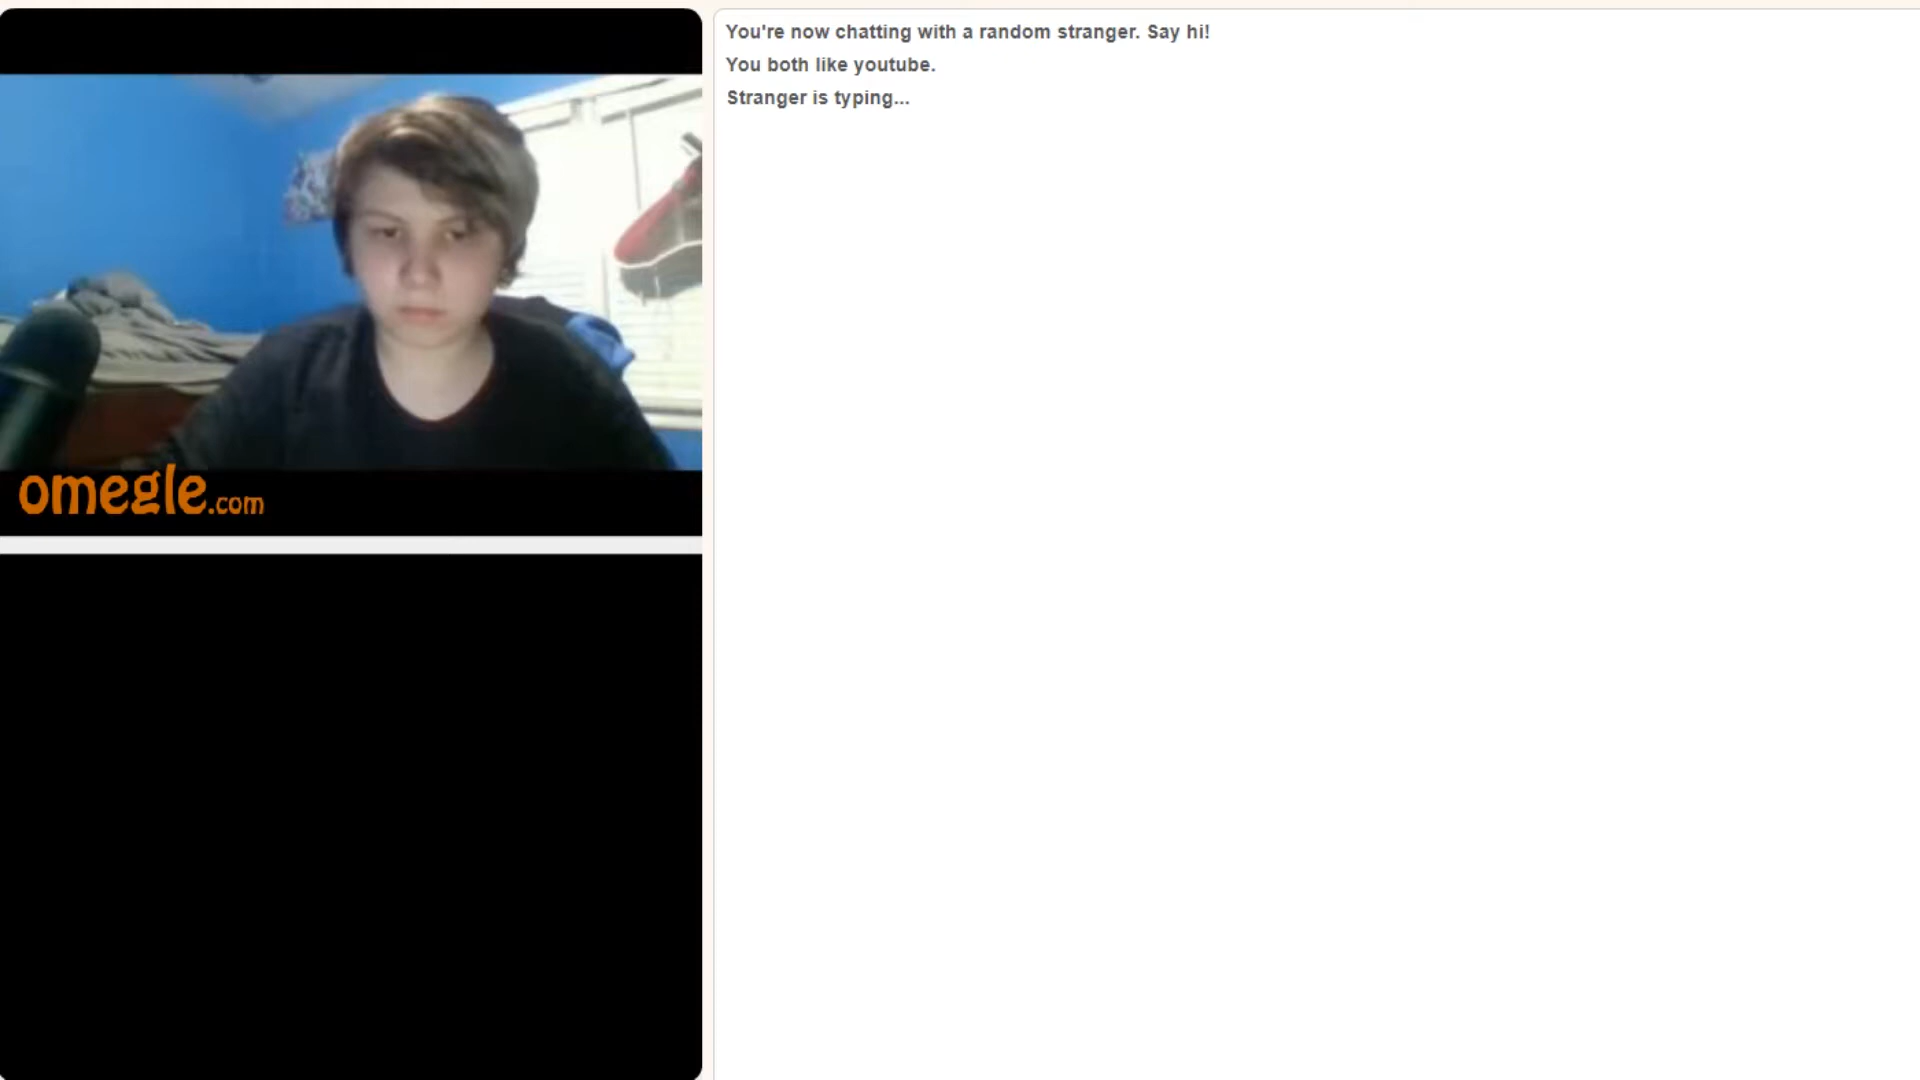 You're now chatting with a random stranger. Say hi!
You both like youtube.
Stranger is typing...
omegle.com